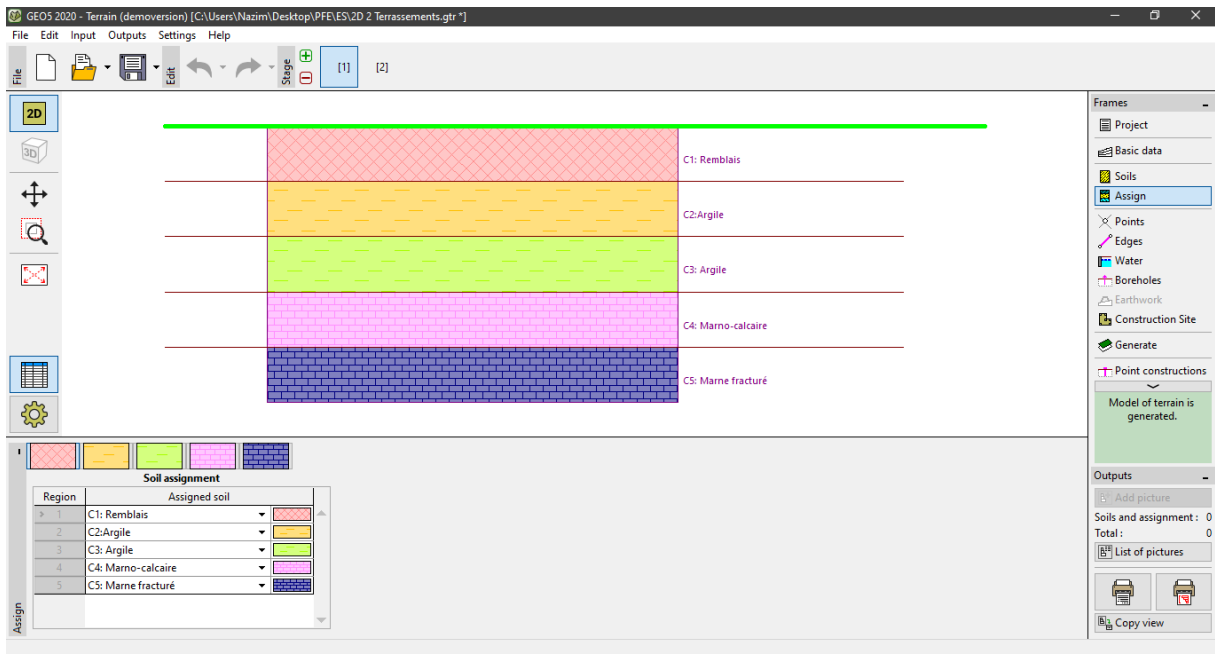 GEO5 2020 - Terrain (demoversion) [C:\Users\Nazim\Desktop\PFE\ES\2D 2 Terrassements.gtr *]
File Edit Input Outputs Settings Help
File
Edit
Stage
[1]
[2]
2D
3D
C1: Remblais
C2:Argile
C3: Argile
C4: Marno-calcaire
C5: Marne fracturé
Frames
Project
Basic data
Soils
Assign
Points
Edges
Water
Boreholes
Earthwork
Construction Site
Generate
Point constructions
Model of terrain is
generated.
Assign
Soil assignment
Region Assigned soil
> 1 C1: Remblais
2 C2:Argile
3 C3: Argile
4 C4: Marno-calcaire
5 C5: Marne fracturé
Outputs
Add picture
Soils and assignment : 0
Total : 0
List of pictures
Copy view